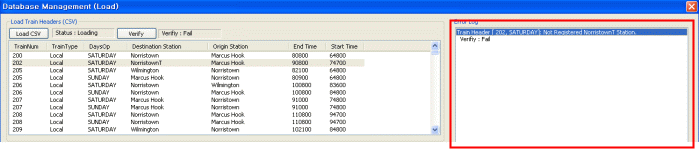 Database Management (Load)
Load Train Headers (CSV)
Load CSV Status : Loading Verify Verifiy : Fail
TrainNum TrainType DaysOp Destination Station Origin Station End Time Start Time
200 Local SATURDAY Norristown Marcus Hook 80800 64800
202 Local SATURDAY NorristownT Marcus Hook 90800 74700
205 Local SATURDAY Wilmington Norristown 82100 64800
205 Local SUNDAY Marcus Hook Norristown 80900 64800
206 Local SATURDAY Norristown Wilmington 100800 83600
206 Local SUNDAY Norristown Marcus Hook 100800 84800
207 Local SATURDAY Marcus Hook Norristown 91000 74800
207 Local SUNDAY Marcus Hook Norristown 91000 74800
208 Local SATURDAY Norristown Marcus Hook 110800 94700
208 Local SUNDAY Norristown Marcus Hook 110800 94700
209 Local SATURDAY Wilmington Norristown 102100 84800
Error Log
Train Header [ 202, SATURDAY]: Not Registered NorristownT Station.
Verifiy : Fail